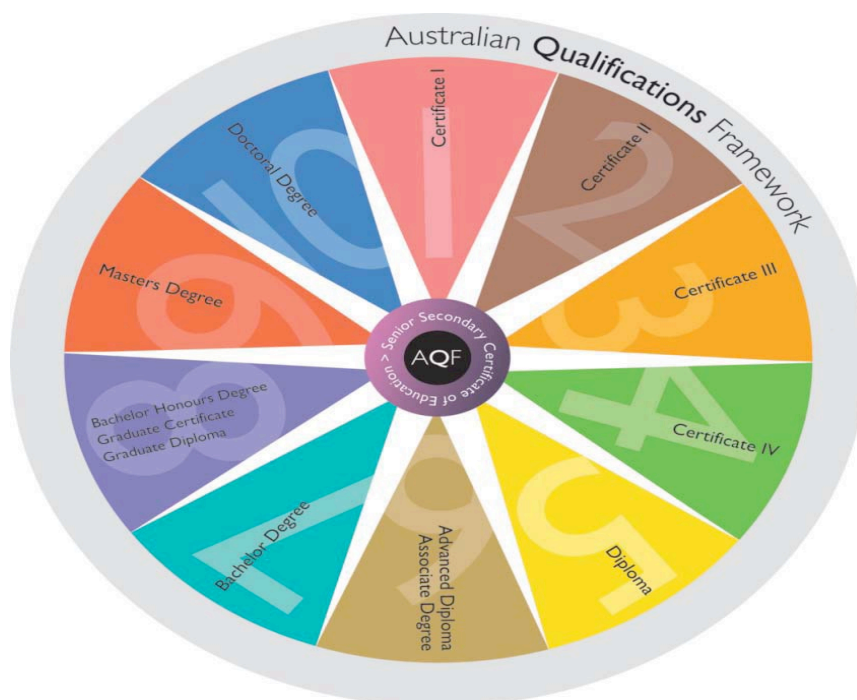 Australian Qualifications Framework
1
Certificate I
2
Certificate II
3
Certificate III
4
Certificate IV
5
Diploma
6
Advanced Diploma
Associate Degree
7
Bachelor Degree
8
Bachelor Honours Degree
Graduate Certificate
Graduate Diploma
9
Masters Degree
10
Doctoral Degree
Senior Secondary Certificate of Education >
AQF